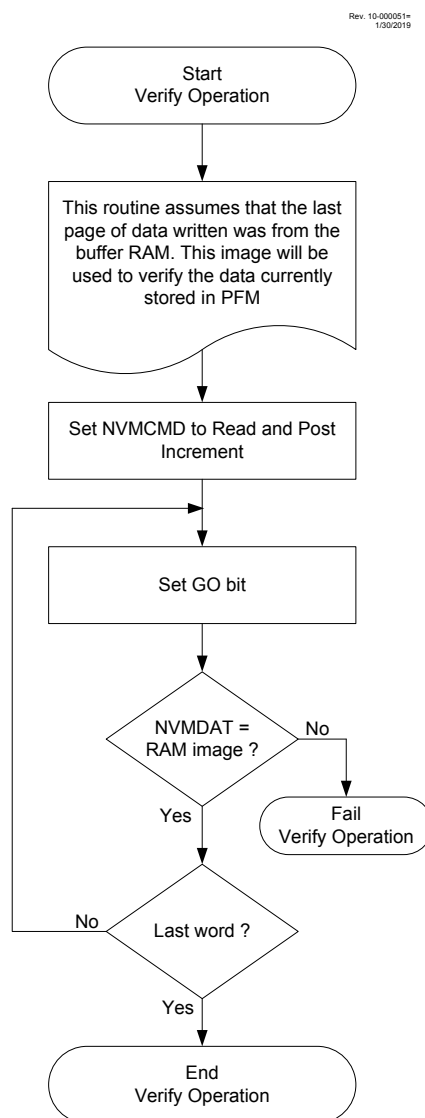 Rev. 10-000051=
1/30/2019
Start
Verify Operation
This routine assumes that the last
page of data written was from the
buffer RAM. This image will be
used to verify the data currently
stored in PFM
Set NVMCMD to Read and Post
Increment
Set GO bit
NVMDAT =
RAM image ?
No
Yes
Fail
Verify Operation
No
Last word ?
Yes
End
Verify Operation